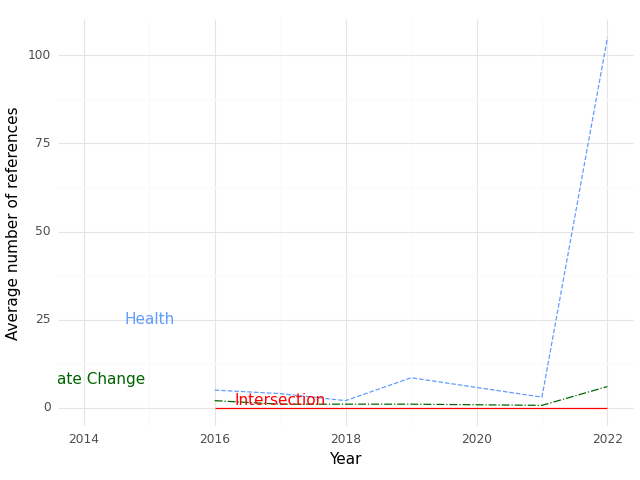 100
75
50
25
0
Average number of references
Health
ate Change
Intersection
2014 2016 2018 2020 2022
Year